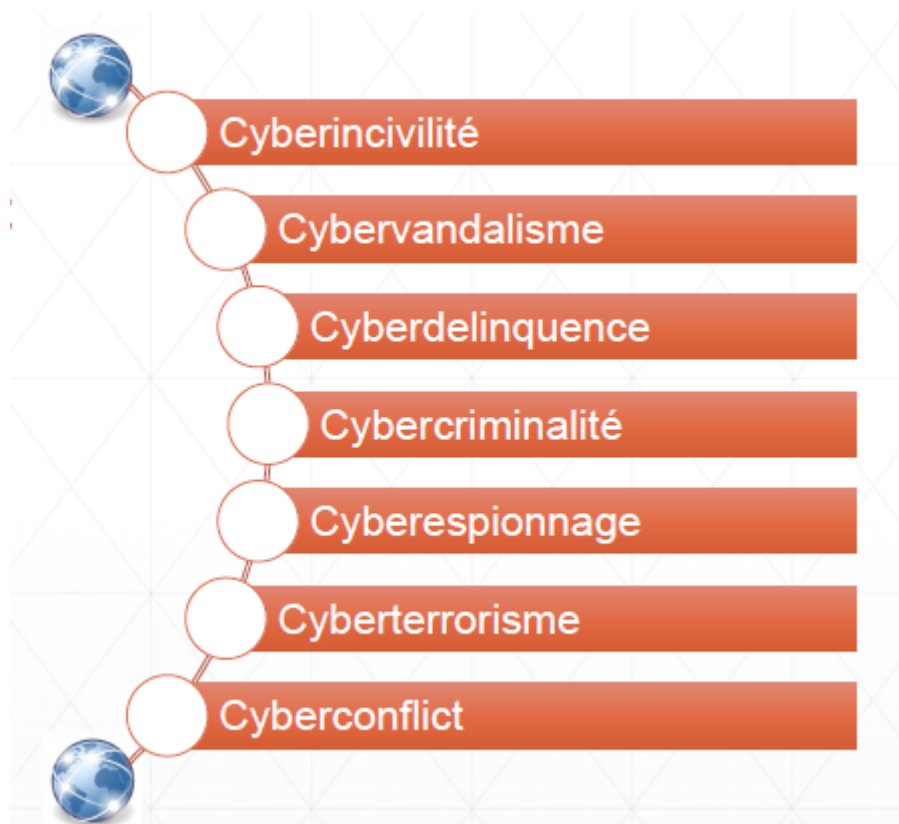 Cyberincivilité
Cybervandalisme
Cyberdelinquence
Cybercriminalité
Cyberespionnage
Cyberterrorisme
Cyberconflict